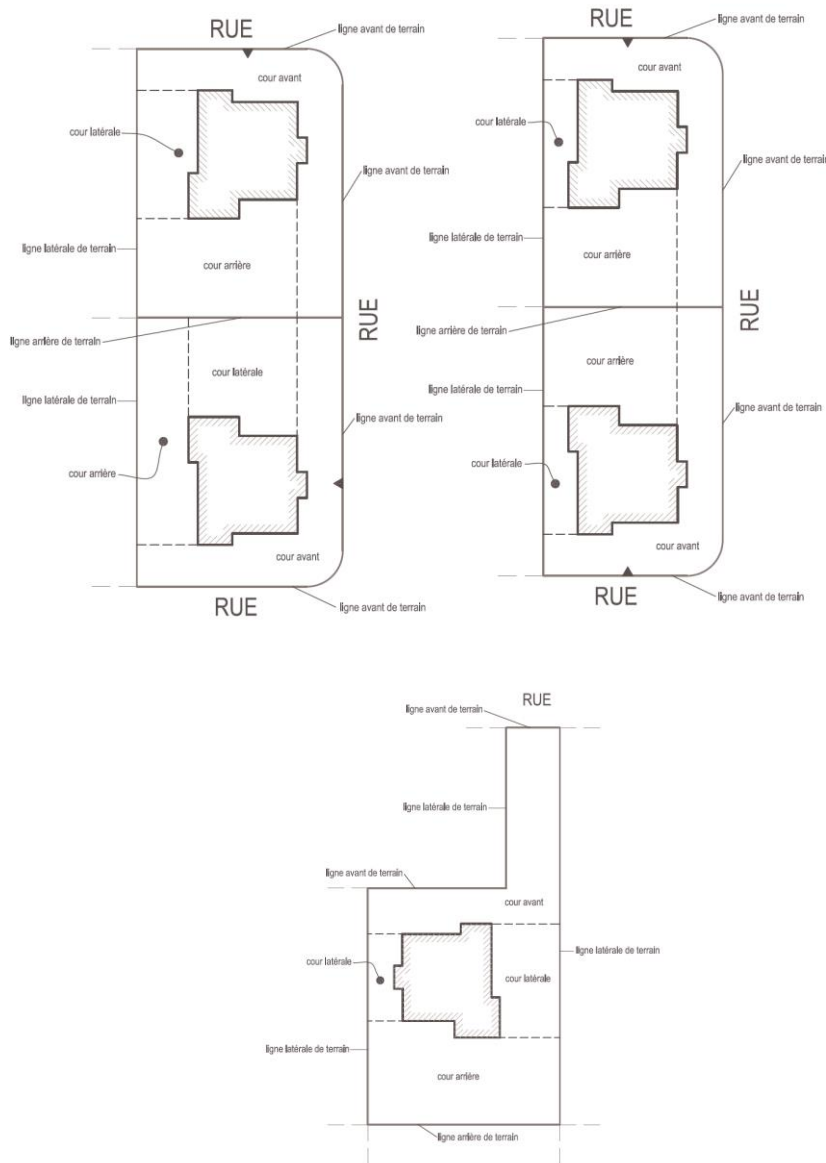 RUE
ligne avant de terrain
cour avant
cour latérale
ligne avant de terrain
ligne latérale de terrain
cour arrière
RUE
ligne arrière de terrain
cour latérale
ligne latérale de terrain
ligne avant de terrain
cour arrière
cour avant
RUE
ligne avant de terrain
RUE
ligne avant de terrain
cour avant
cour latérale
ligne avant de terrain
ligne latérale de terrain
cour arrière
RUE
ligne arrière de terrain
cour arrière
ligne latérale de terrain
ligne avant de terrain
cour latérale
cour avant
RUE
ligne avant de terrain
RUE
ligne avant de terrain
ligne latérale de terrain
ligne avant de terrain
cour avant
cour latérale
cour latérale
ligne latérale de terrain
ligne latérale de terrain
cour arrière
ligne arrière de terrain